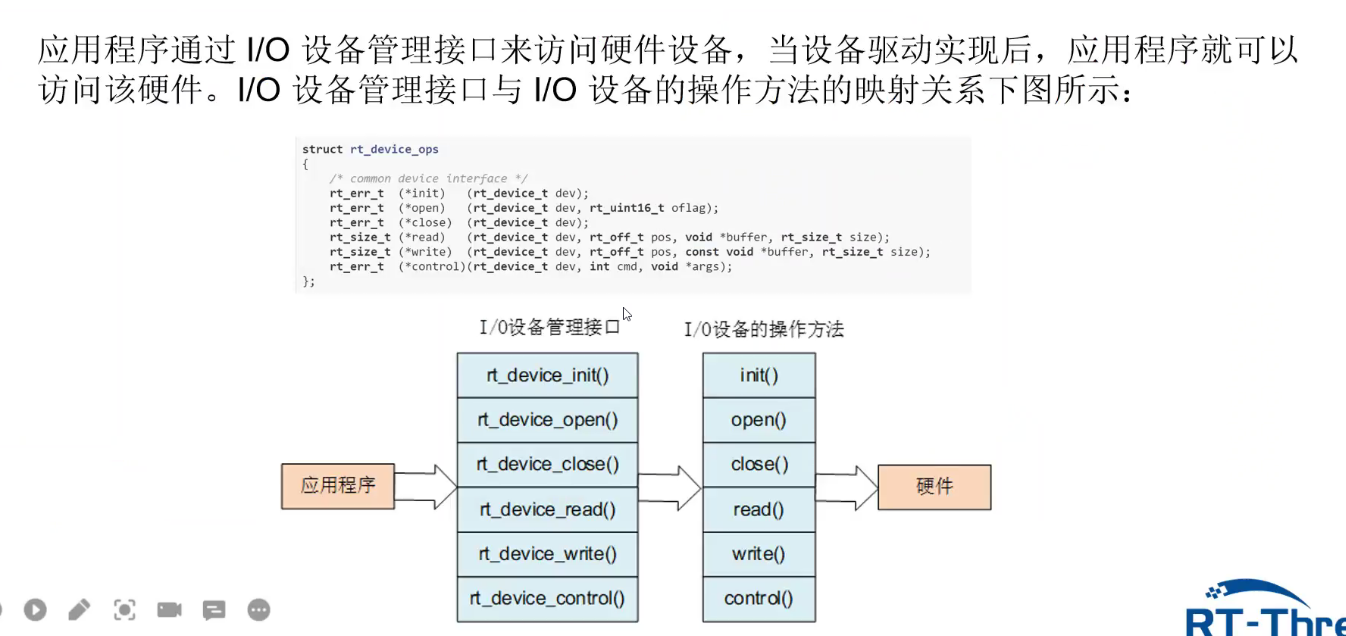 应用程序通过 I/O 设备管理接口来访问硬件设备，当设备驱动实现后，应用程序就可以
访问该硬件。I/O 设备管理接口与 I/O 设备的操作方法的映射关系下图所示：
struct rt_device_ops
{
/* common device interface */
rt_err_t (*init) (rt_device_t dev);
rt_err_t (*open) (rt_device_t dev, rt_uint16_t oflag);
rt_err_t (*close) (rt_device_t dev);
rt_size_t (*read) (rt_device_t dev, rt_off_t pos, void *buffer, rt_size_t size);
rt_size_t (*write) (rt_device_t dev, rt_off_t pos, const void *buffer, rt_size_t size);
rt_err_t (*control)(rt_device_t dev, int cmd, void *args);
};
I/O设备管理接口
I/O设备的操作方法
应用程序
rt_device_init()
rt_device_open()
rt_device_close()
rt_device_read()
rt_device_write()
rt_device_control()
init()
open()
close()
read()
write()
control()
硬件
RT-Thre